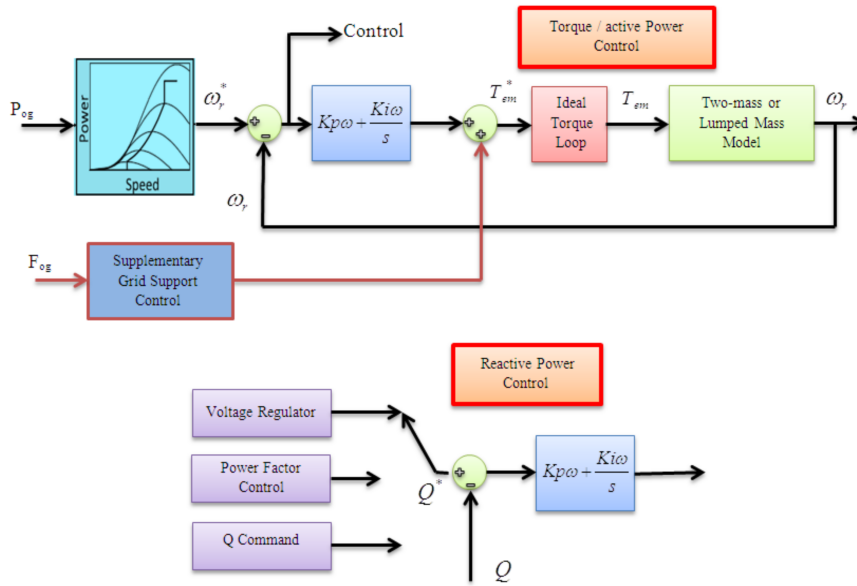 Control
Torque / active Power
Control
P_og
Power
Speed
ω_r^*
Kpω + Kiω/s
T_em^*
Ideal
Torque
Loop
T_em
Two-mass or
Lumped Mass
Model
ω_r
ω_r
F_og
Supplementary
Grid Support
Control
Reactive Power
Control
Voltage Regulator
Power Factor
Control
Q Command
Q^*
Kpω + Kiω/s
Q